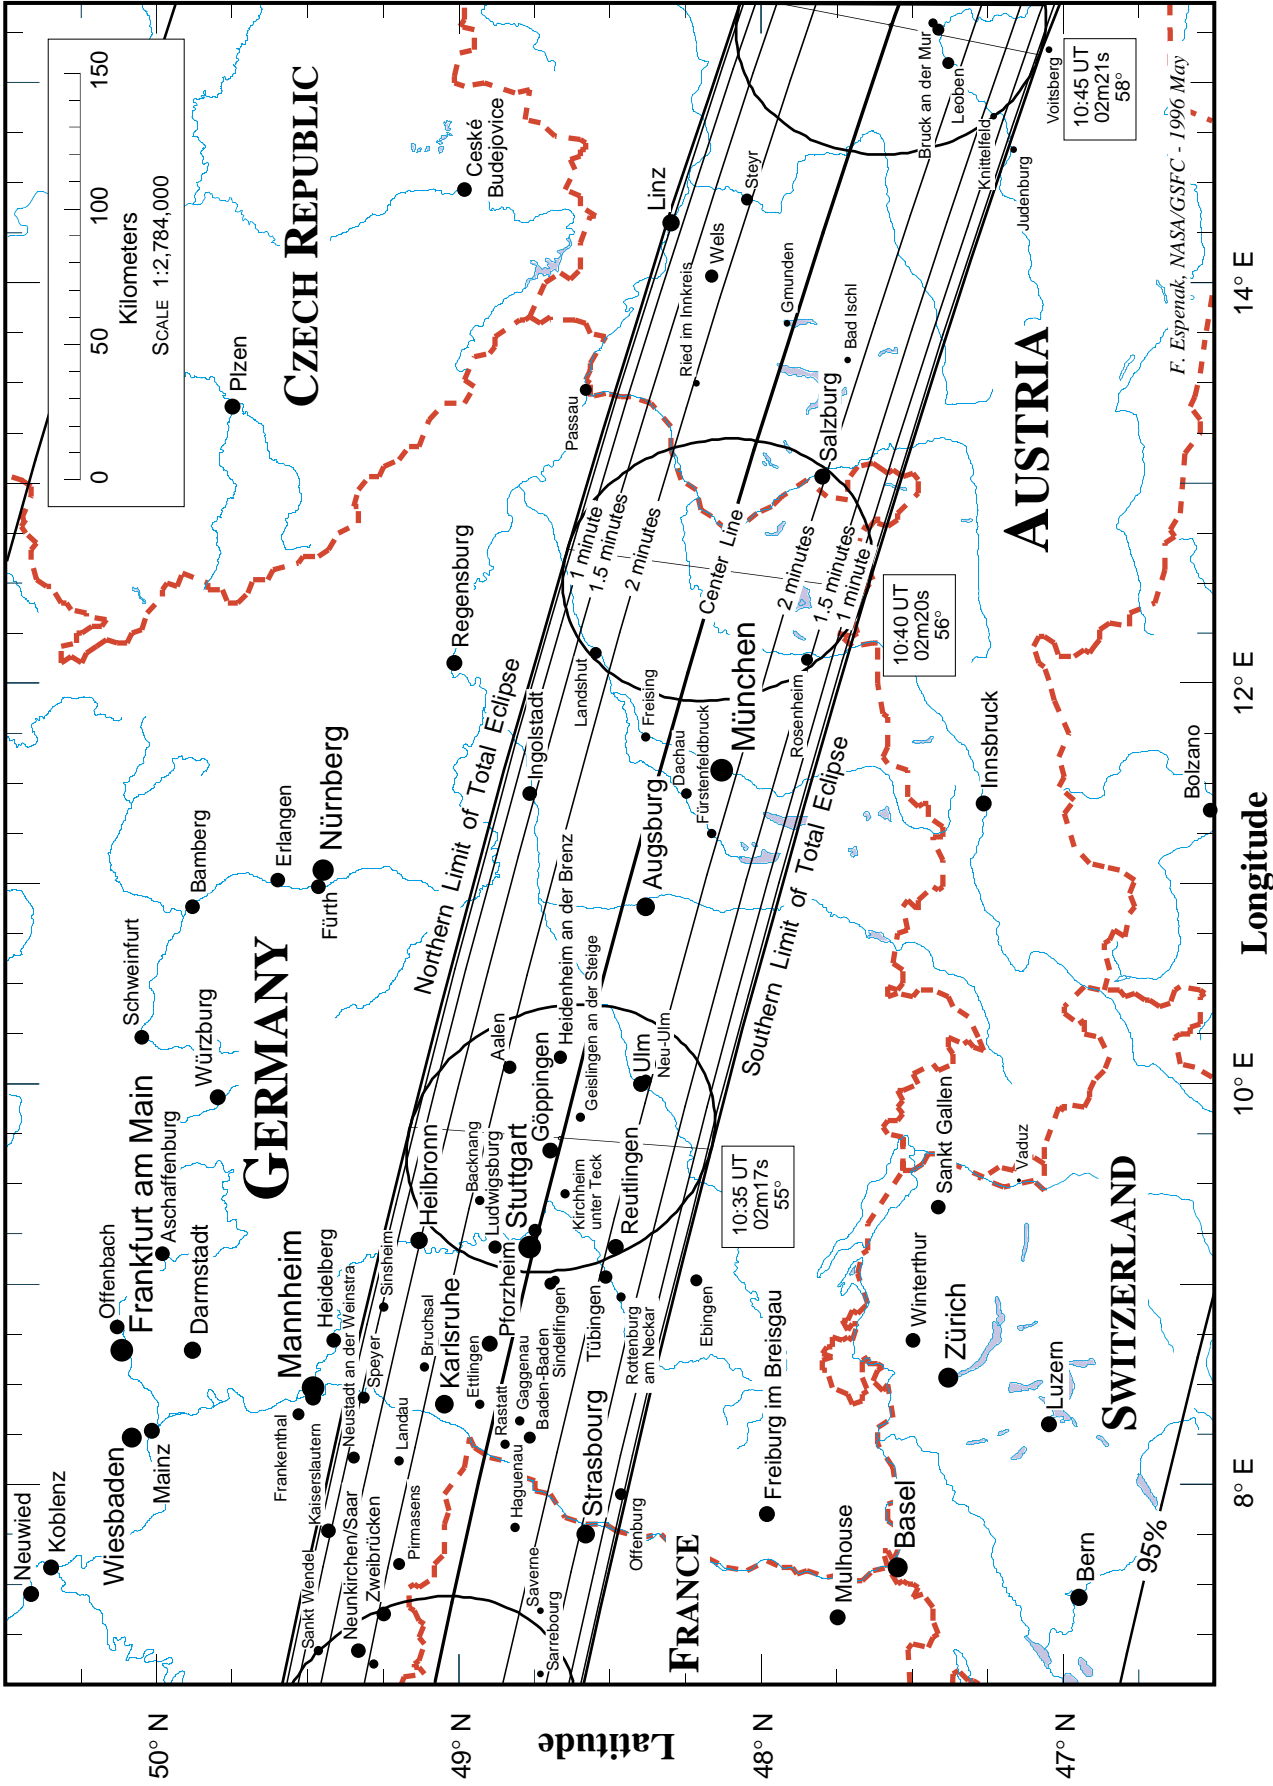 Kilometers
0 50 100 150
SCALE 1:2,784,000
50° N
49° N
48° N
47° N
Latitude
8° E
10° E
12° E
14° E
Longitude
GERMANY
CZECH REPUBLIC
FRANCE
SWITZERLAND
AUSTRIA
Neuwied
Koblenz
Wiesbaden
Mainz
Offenbach
Frankfurt am Main
Aschaffenburg
Darmstadt
Schweinfurt
Würzburg
Bamberg
Erlangen
Fürth
Nürnberg
Regensburg
Plzen
Ceské
Budejovice
Mannheim
Heidelberg
Frankenthal
Kaiserslautern
Neustadt an der Weinstra.
Speyer
Sinsheim
Heilbronn
Sankt Wendel
Neunkirchen/Saar
Zweibrücken
Pirmasens
Landau
Bruchsal
Karlsruhe
Ettlingen
Pforzheim
Rastatt
Gaggenau
Baden-Baden
Haguenau
Sindelfingen
Backnang
Ludwigsburg
Stuttgart
Göppingen
Aalen
Heidenheim an der Brenz
Geislingen an der Steige
Kirchheim
unter Teck
Ulm
Neu-Ulm
Reutlingen
Tübingen
Rottenburg
am Neckar
Ebingen
Saverne
Sarrebourg
Strasbourg
Offenburg
Freiburg im Breisgau
Mulhouse
Basel
Bern
Luzern
Zürich
Winterthur
Sankt Gallen
Vaduz
Ingolstadt
Augsburg
Landshut
Freising
Dachau
Fürstenfeldbruck
München
Rosenheim
Innsbruck
Bolzano
Passau
Linz
Ried im Innkreis
Wels
Steyr
Gmunden
Bad Ischl
Salzburg
Bruck an der Mur
Leoben
Knittelfeld
Judenburg
Voitsberg
Northern Limit of Total Eclipse
Southern Limit of Total Eclipse
Center Line
1 minute
1.5 minutes
2 minutes
2 minutes
1.5 minutes
1 minute
10:35 UT
02m17s
55°
10:40 UT
02m20s
56°
10:45 UT
02m21s
58°
95%
F. Espenak, NASA/GSFC - 1996 May